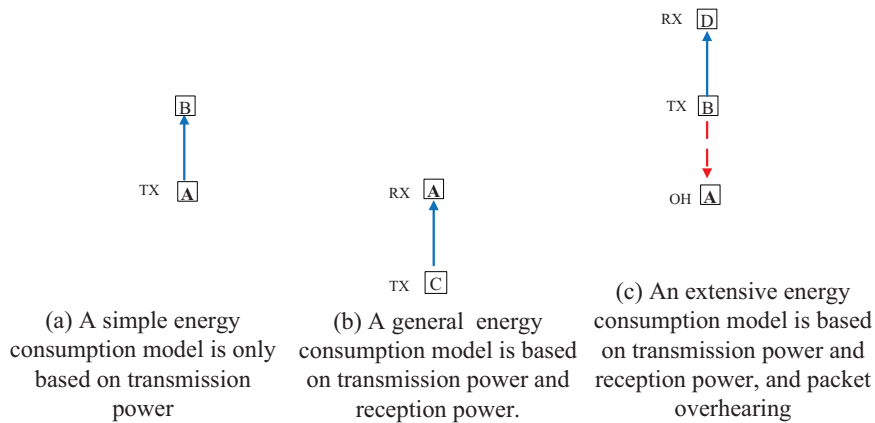 B
TX A
(a) A simple energy
consumption model is only
based on transmission
power
RX A
TX C
(b) A general energy
consumption model is based
on transmission power and
reception power.
RX D
TX B
OH A
(c) An extensive energy
consumption model is based
on transmission power and
reception power, and packet
overhearing